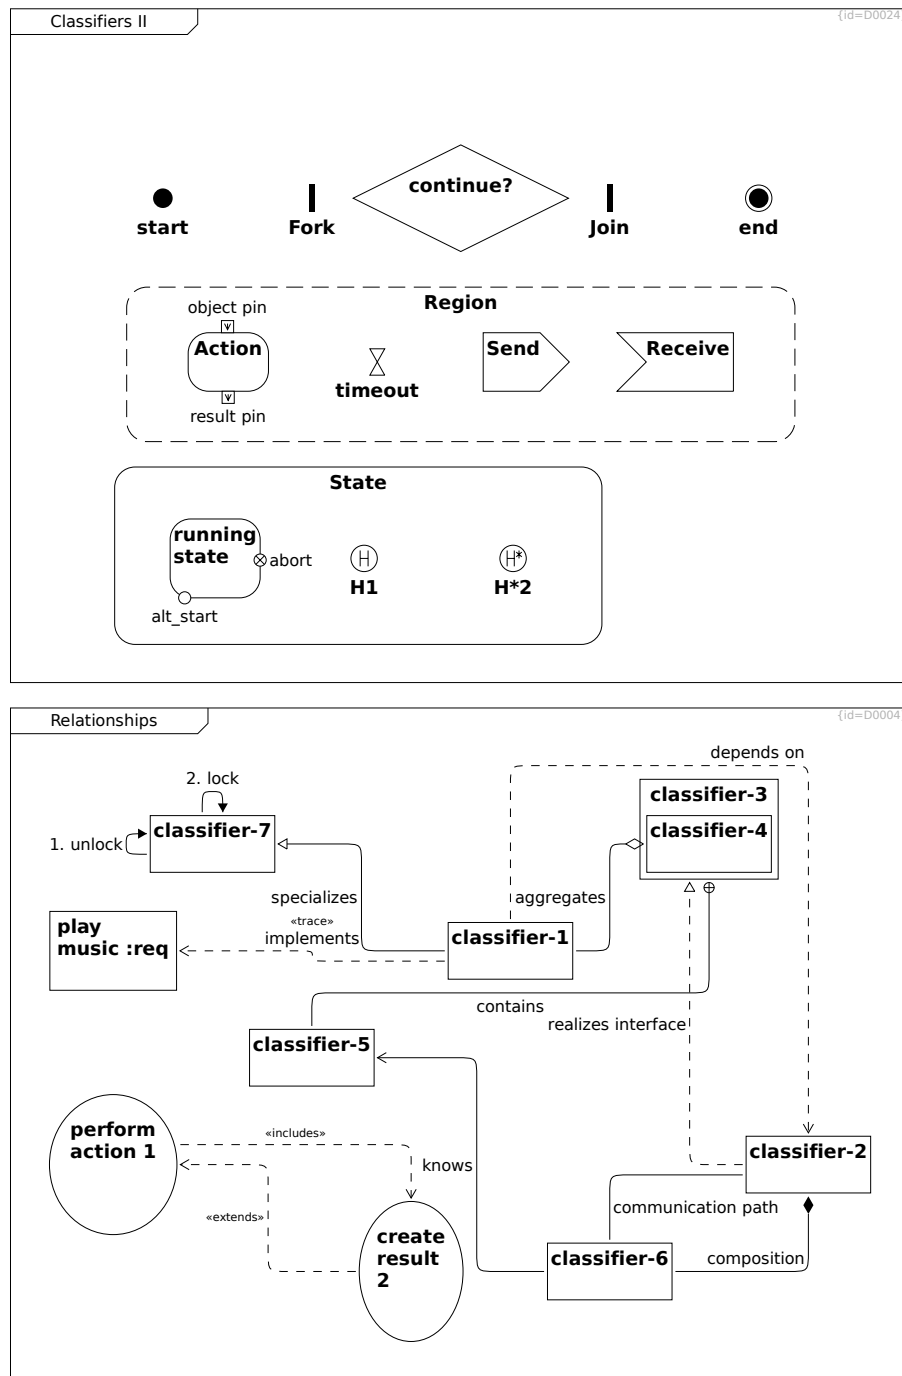 Classifiers II
{id=D0024
continue?
start
Fork
Join
end
Region
object pin
Action
Send
Receive
timeout
result pin
State
running
state
abort
H
H*
H1
H*2
alt_start
Relationships
{id=D0004
depends on
2. lock
classifier-3
classifier-7
classifier-4
1. unlock
specializes
aggregates
«trace»
implements
play
music :req
classifier-1
contains
realizes interface
classifier-5
perform
action 1
«includes»
knows
classifier-2
«extends»
communication path
create
result
2
classifier-6
composition